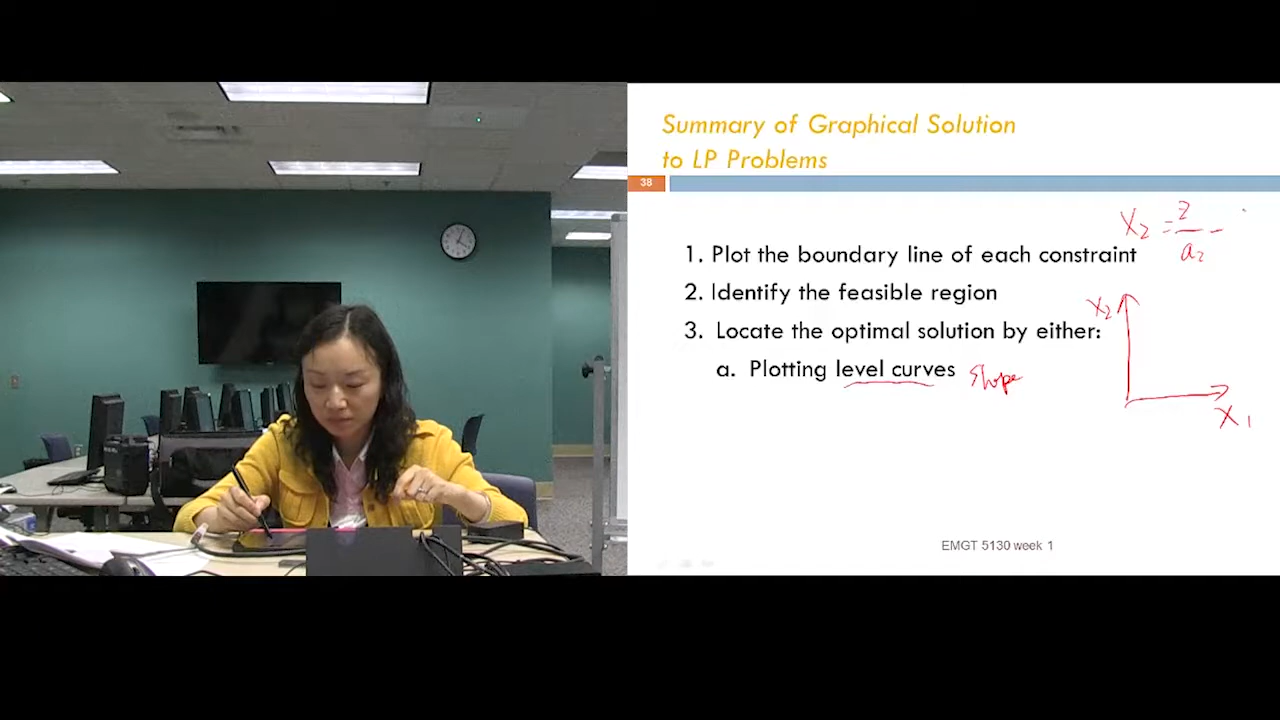 Summary of Graphical Solution
to LP Problems
38
X2 = z / a2 -
1. Plot the boundary line of each constraint
2. Identify the feasible region
X2
3. Locate the optimal solution by either:
a. Plotting level curves slope
X1
EMGT 5130 week 1